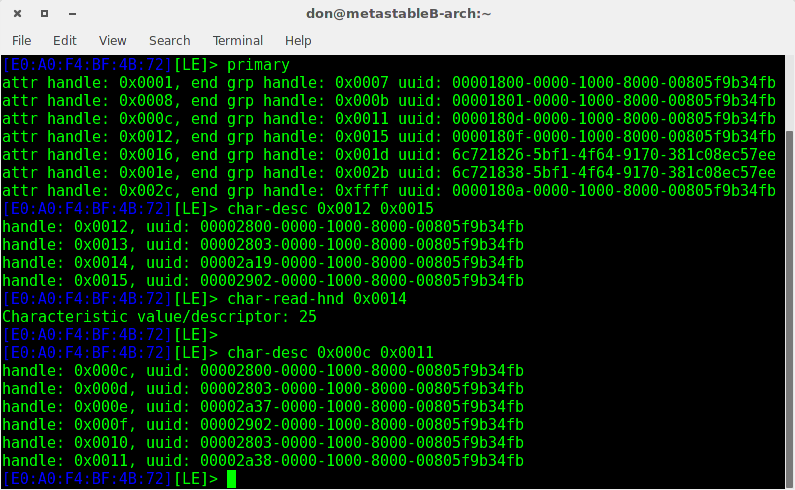 don@metastableB-arch:~
File Edit View Search Terminal Help
[E0:A0:F4:BF:4B:72][LE]> primary
attr handle: 0x0001, end grp handle: 0x0007 uuid: 00001800-0000-1000-8000-00805f9b34fb
attr handle: 0x0008, end grp handle: 0x000b uuid: 00001801-0000-1000-8000-00805f9b34fb
attr handle: 0x000c, end grp handle: 0x0011 uuid: 0000180d-0000-1000-8000-00805f9b34fb
attr handle: 0x0012, end grp handle: 0x0015 uuid: 0000180f-0000-1000-8000-00805f9b34fb
attr handle: 0x0016, end grp handle: 0x001d uuid: 6c721826-5bf1-4f64-9170-381c08ec57ee
attr handle: 0x001e, end grp handle: 0x002b uuid: 6c721838-5bf1-4f64-9170-381c08ec57ee
attr handle: 0x002c, end grp handle: 0xffff uuid: 0000180a-0000-1000-8000-00805f9b34fb
[E0:A0:F4:BF:4B:72][LE]> char-desc 0x0012 0x0015
handle: 0x0012, uuid: 00002800-0000-1000-8000-00805f9b34fb
handle: 0x0013, uuid: 00002803-0000-1000-8000-00805f9b34fb
handle: 0x0014, uuid: 00002a19-0000-1000-8000-00805f9b34fb
handle: 0x0015, uuid: 00002902-0000-1000-8000-00805f9b34fb
[E0:A0:F4:BF:4B:72][LE]> char-read-hnd 0x0014
Characteristic value/descriptor: 25
[E0:A0:F4:BF:4B:72][LE]>
[E0:A0:F4:BF:4B:72][LE]> char-desc 0x000c 0x0011
handle: 0x000c, uuid: 00002800-0000-1000-8000-00805f9b34fb
handle: 0x000d, uuid: 00002803-0000-1000-8000-00805f9b34fb
handle: 0x000e, uuid: 00002a37-0000-1000-8000-00805f9b34fb
handle: 0x000f, uuid: 00002902-0000-1000-8000-00805f9b34fb
handle: 0x0010, uuid: 00002803-0000-1000-8000-00805f9b34fb
handle: 0x0011, uuid: 00002a38-0000-1000-8000-00805f9b34fb
[E0:A0:F4:BF:4B:72][LE]>